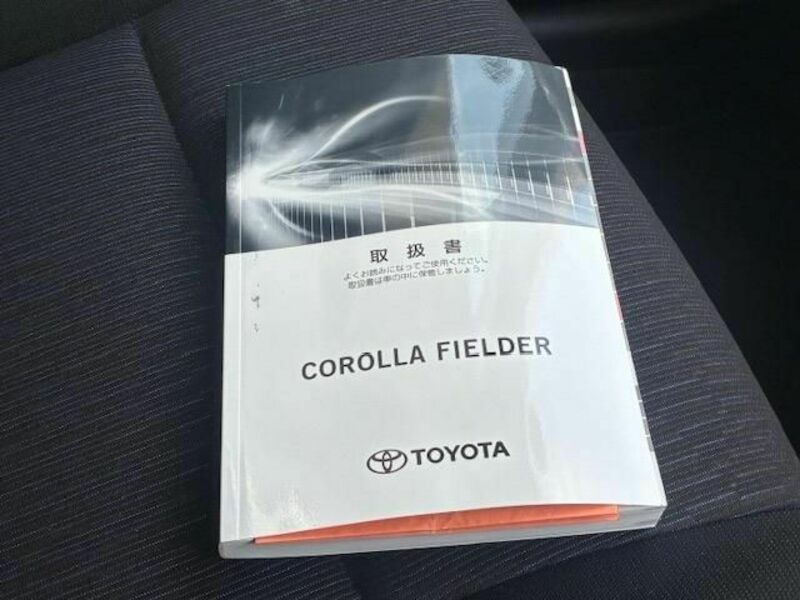 取扱書
よくお読みになってご使用ください。
取扱書は車の中に保管しましょう。
COROLLA FIELDER
TOYOTA